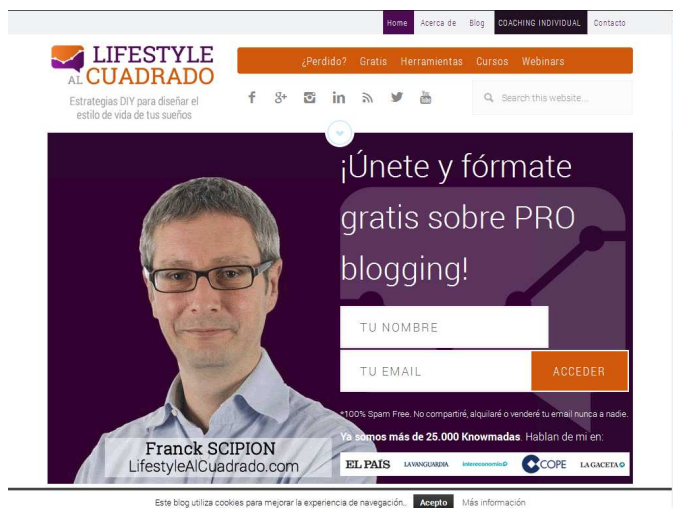 Home Acerca de Blog COACHING INDIVIDUAL Contacto
LIFESTYLE
AL CUADRADO
Estrategias DIY para diseñar el
estilo de vida de tus sueños
¿Perdido? Gratis Herramientas Cursos Webinars
Search this website...
¡Únete y fórmate
gratis sobre PRO
blogging!
TU NOMBRE
TU EMAIL ACCEDER
*100% Spam Free. No compartiré, alquilaré o venderé tu email nunca a nadie.
Ya somos más de 25.000 Knowmadas. Hablan de mi en:
EL PAÍS LAVANGUARDIA intereconomía COPE LA GACETA
Franck SCIPION
LifestyleAlCuadrado.com
Este blog utiliza cookies para mejorar la experiencia de navegación.. Acepto Más información